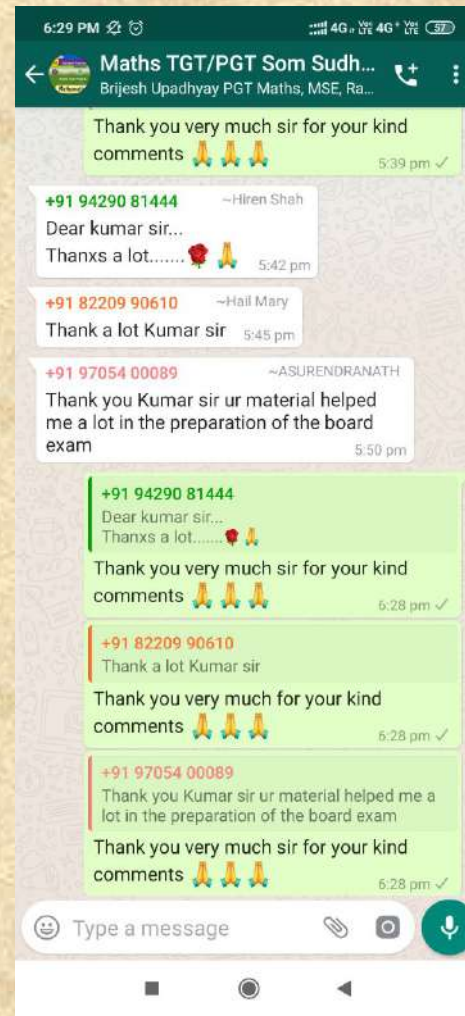 6:29 PM 4G 4G+ 57
Maths TGT/PGT Som Sudh...
Brijesh Upadhyay PGT Maths, MSE, Ra...
Thank you very much sir for your kind
comments 🙏 🙏 🙏
5:39 pm ✓
+91 94290 81444 ~Hiren Shah
Dear kumar sir...
Thanxs a lot....... 🌹 🙏
5:42 pm
+91 82209 90610 ~Hail Mary
Thank a lot Kumar sir 5:45 pm
+91 97054 00089 ~ASURENDRANATH
Thank you Kumar sir ur material helped
me a lot in the preparation of the board
exam
5:50 pm
+91 94290 81444
Dear kumar sir...
Thanxs a lot.......🌹 🙏
Thank you very much sir for your kind
comments 🙏 🙏 🙏
6:28 pm ✓
+91 82209 90610
Thank a lot Kumar sir
Thank you very much for your kind
comments 🙏 🙏 🙏
6:28 pm ✓
+91 97054 00089
Thank you Kumar sir ur material helped me a
lot in the preparation of the board exam
Thank you very much sir for your kind
comments 🙏 🙏 🙏
6:28 pm ✓
Type a message